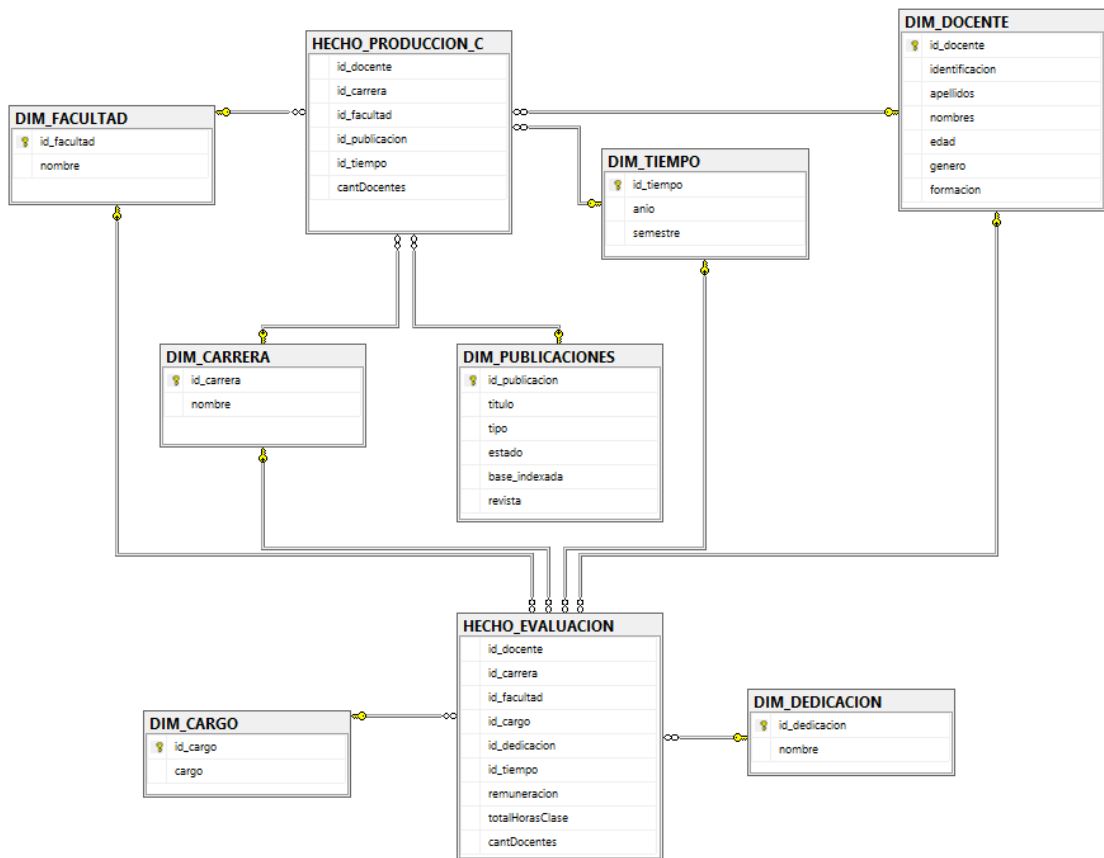 HECHO_PRODUCCION_C
id_docente
id_carrera
id_facultad
id_publicacion
id_tiempo
cantDocentes
DIM_DOCENTE
id_docente
identificacion
apellidos
nombres
edad
genero
formacion
DIM_FACULTAD
id_facultad
nombre
DIM_TIEMPO
id_tiempo
anio
semestre
DIM_CARRERA
id_carrera
nombre
DIM_PUBLICACIONES
id_publicacion
titulo
tipo
estado
base_indexada
revista
HECHO_EVALUACION
id_docente
id_carrera
id_facultad
id_cargo
id_dedicacion
id_tiempo
remuneracion
totalHorasClase
cantDocentes
DIM_CARGO
id_cargo
cargo
DIM_DEDICACION
id_dedicacion
nombre